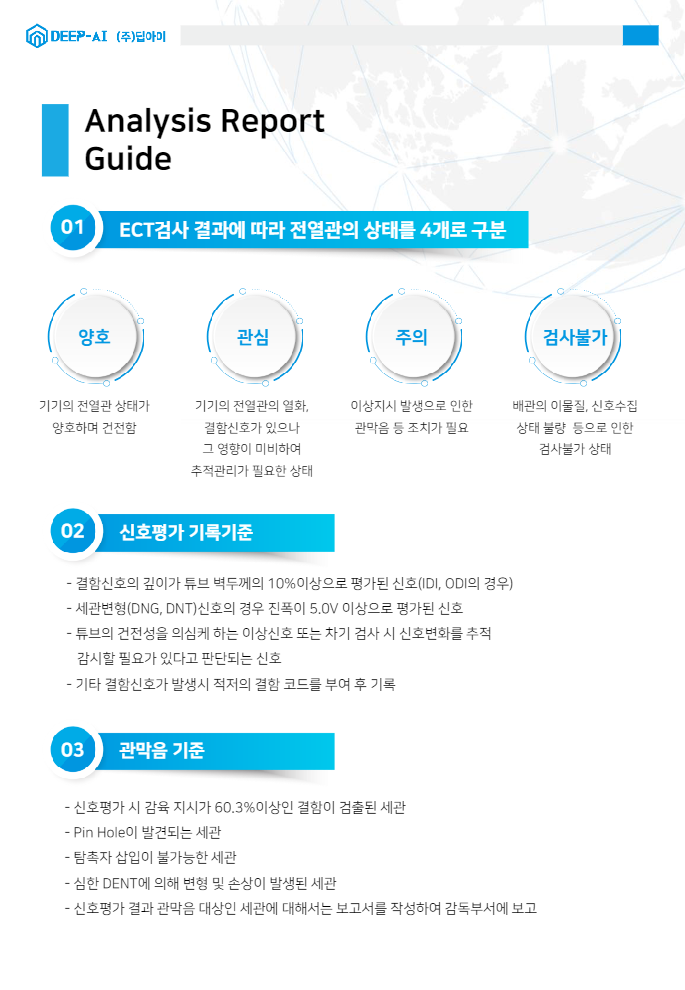 DEEP-AI (주)딥아이
Analysis Report
Guide
01 ECT검사 결과에 따라 전열관의 상태를 4개로 구분
양호
기기의 전열관 상태가
양호하며 건전함
관심
기기의 전열관의 열화,
결함신호가 있으나
그 영향이 미비하여
추적관리가 필요한 상태
주의
이상지시 발생으로 인한
관막음 등 조치가 필요
검사불가
배관의 이물질, 신호수집
상태 불량 등으로 인한
검사불가 상태
02 신호평가 기록기준
- 결함신호의 깊이가 튜브 벽두께의 10%이상으로 평가된 신호(IDI, ODI의 경우)
- 세관변형(DNG, DNT)신호의 경우 진폭이 5.0V 이상으로 평가된 신호
- 튜브의 건전성을 의심케 하는 이상신호 또는 차기 검사 시 신호변화를 추적
감시할 필요가 있다고 판단되는 신호
- 기타 결함신호가 발생시 적저의 결함 코드를 부여 후 기록
03 관막음 기준
- 신호평가 시 감육 지시가 60.3%이상인 결함이 검출된 세관
- Pin Hole이 발견되는 세관
- 탐촉자 삽입이 불가능한 세관
- 심한 DENT에 의해 변형 및 손상이 발생된 세관
- 신호평가 결과 관막음 대상인 세관에 대해서는 보고서를 작성하여 감독부서에 보고